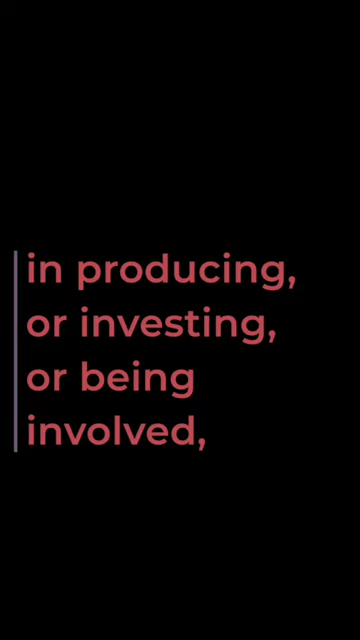 in producing,
or investing,
or being
involved,